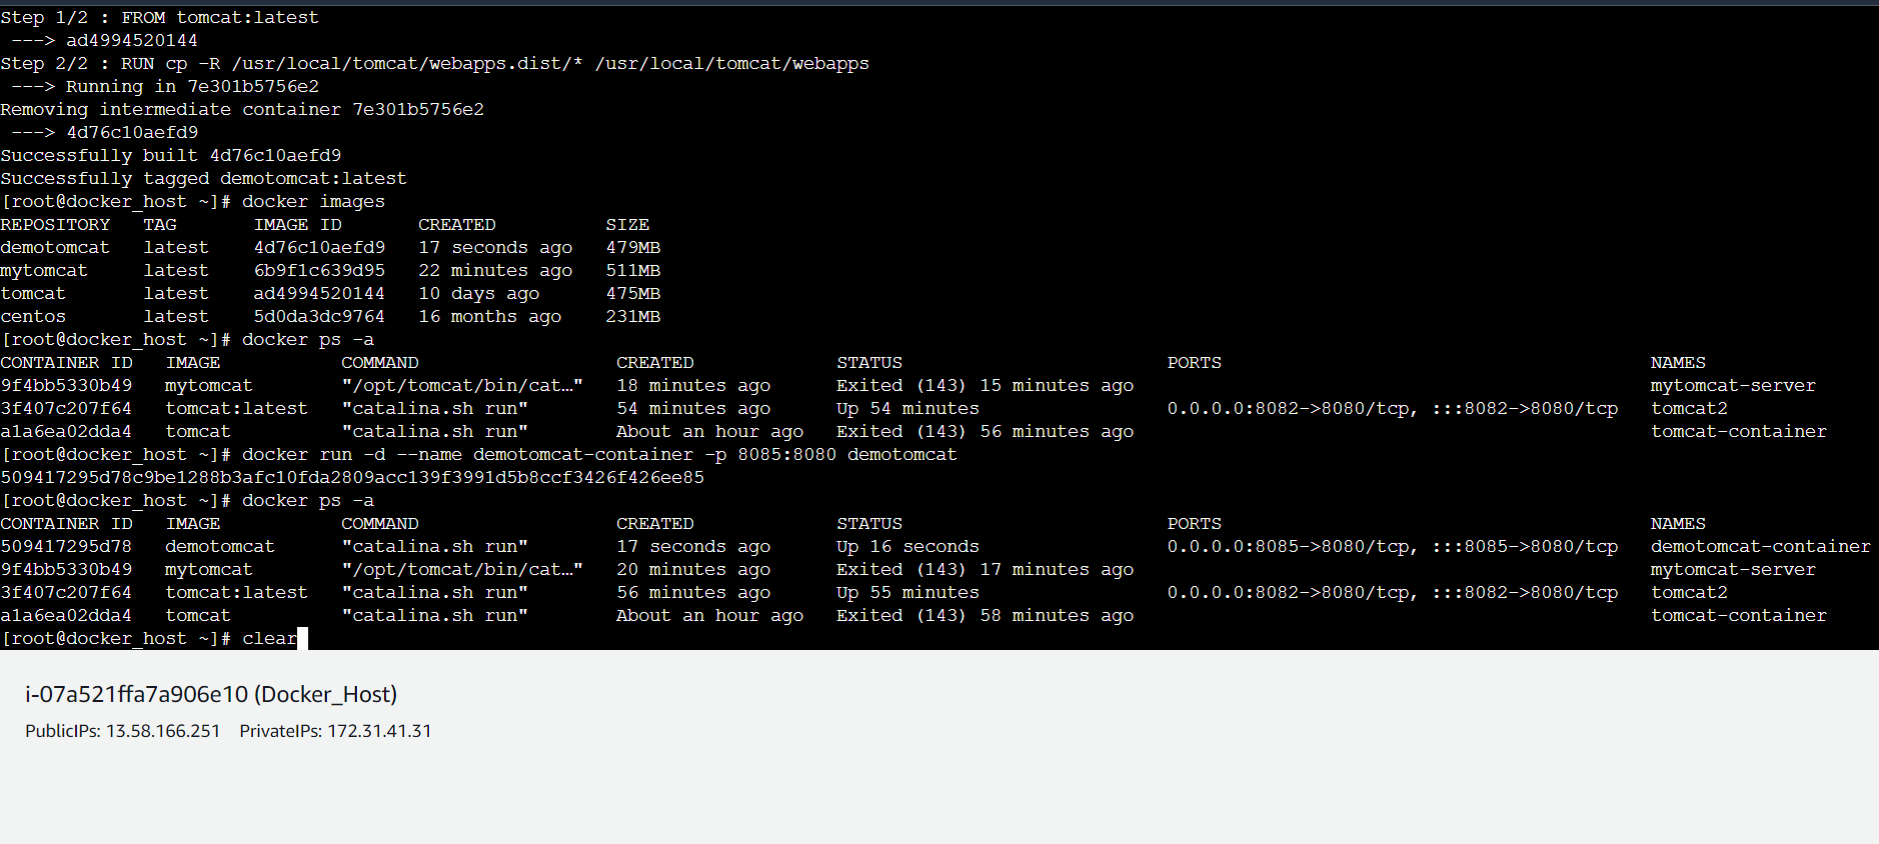 Step 1/2 : FROM tomcat:latest
 ---> ad4994520144
Step 2/2 : RUN cp -R /usr/local/tomcat/webapps.dist/* /usr/local/tomcat/webapps
 ---> Running in 7e301b5756e2
Removing intermediate container 7e301b5756e2
 ---> 4d76c10aefd9
Successfully built 4d76c10aefd9
Successfully tagged demotomcat:latest
[root@docker_host ~]# docker images
REPOSITORY   TAG       IMAGE ID       CREATED          SIZE
demotomcat   latest    4d76c10aefd9   17 seconds ago   479MB
mytomcat     latest    6b9f1c639d95   22 minutes ago   511MB
tomcat       latest    ad4994520144   10 days ago      475MB
centos       latest    5d0da3dc9764   16 months ago    231MB
[root@docker_host ~]# docker ps -a
CONTAINER ID   IMAGE           COMMAND                  CREATED             STATUS                        PORTS                                       NAMES
9f4bb5330b49   mytomcat        "/opt/tomcat/bin/cat…"   18 minutes ago      Exited (143) 15 minutes ago                                               mytomcat-server
3f407c207f64   tomcat:latest   "catalina.sh run"        54 minutes ago      Up 54 minutes                 0.0.0.0:8082->8080/tcp, :::8082->8080/tcp   tomcat2
a1a6ea02dda4   tomcat          "catalina.sh run"        About an hour ago   Exited (143) 56 minutes ago                                               tomcat-container
[root@docker_host ~]# docker run -d --name demotomcat-container -p 8085:8080 demotomcat
509417295d78c9be1288b3afc10fda2809acc139f3991d5b8ccf3426f426ee85
[root@docker_host ~]# docker ps -a
CONTAINER ID   IMAGE           COMMAND                  CREATED             STATUS                        PORTS                                       NAMES
509417295d78   demotomcat      "catalina.sh run"        17 seconds ago      Up 16 seconds                 0.0.0.0:8085->8080/tcp, :::8085->8080/tcp   demotomcat-container
9f4bb5330b49   mytomcat        "/opt/tomcat/bin/cat…"   20 minutes ago      Exited (143) 17 minutes ago                                               mytomcat-server
3f407c207f64   tomcat:latest   "catalina.sh run"        56 minutes ago      Up 55 minutes                 0.0.0.0:8082->8080/tcp, :::8082->8080/tcp   tomcat2
a1a6ea02dda4   tomcat          "catalina.sh run"        About an hour ago   Exited (143) 58 minutes ago                                               tomcat-container
[root@docker_host ~]# clear
i-07a521ffa7a906e10 (Docker_Host)
PublicIPs: 13.58.166.251    PrivateIPs: 172.31.41.31